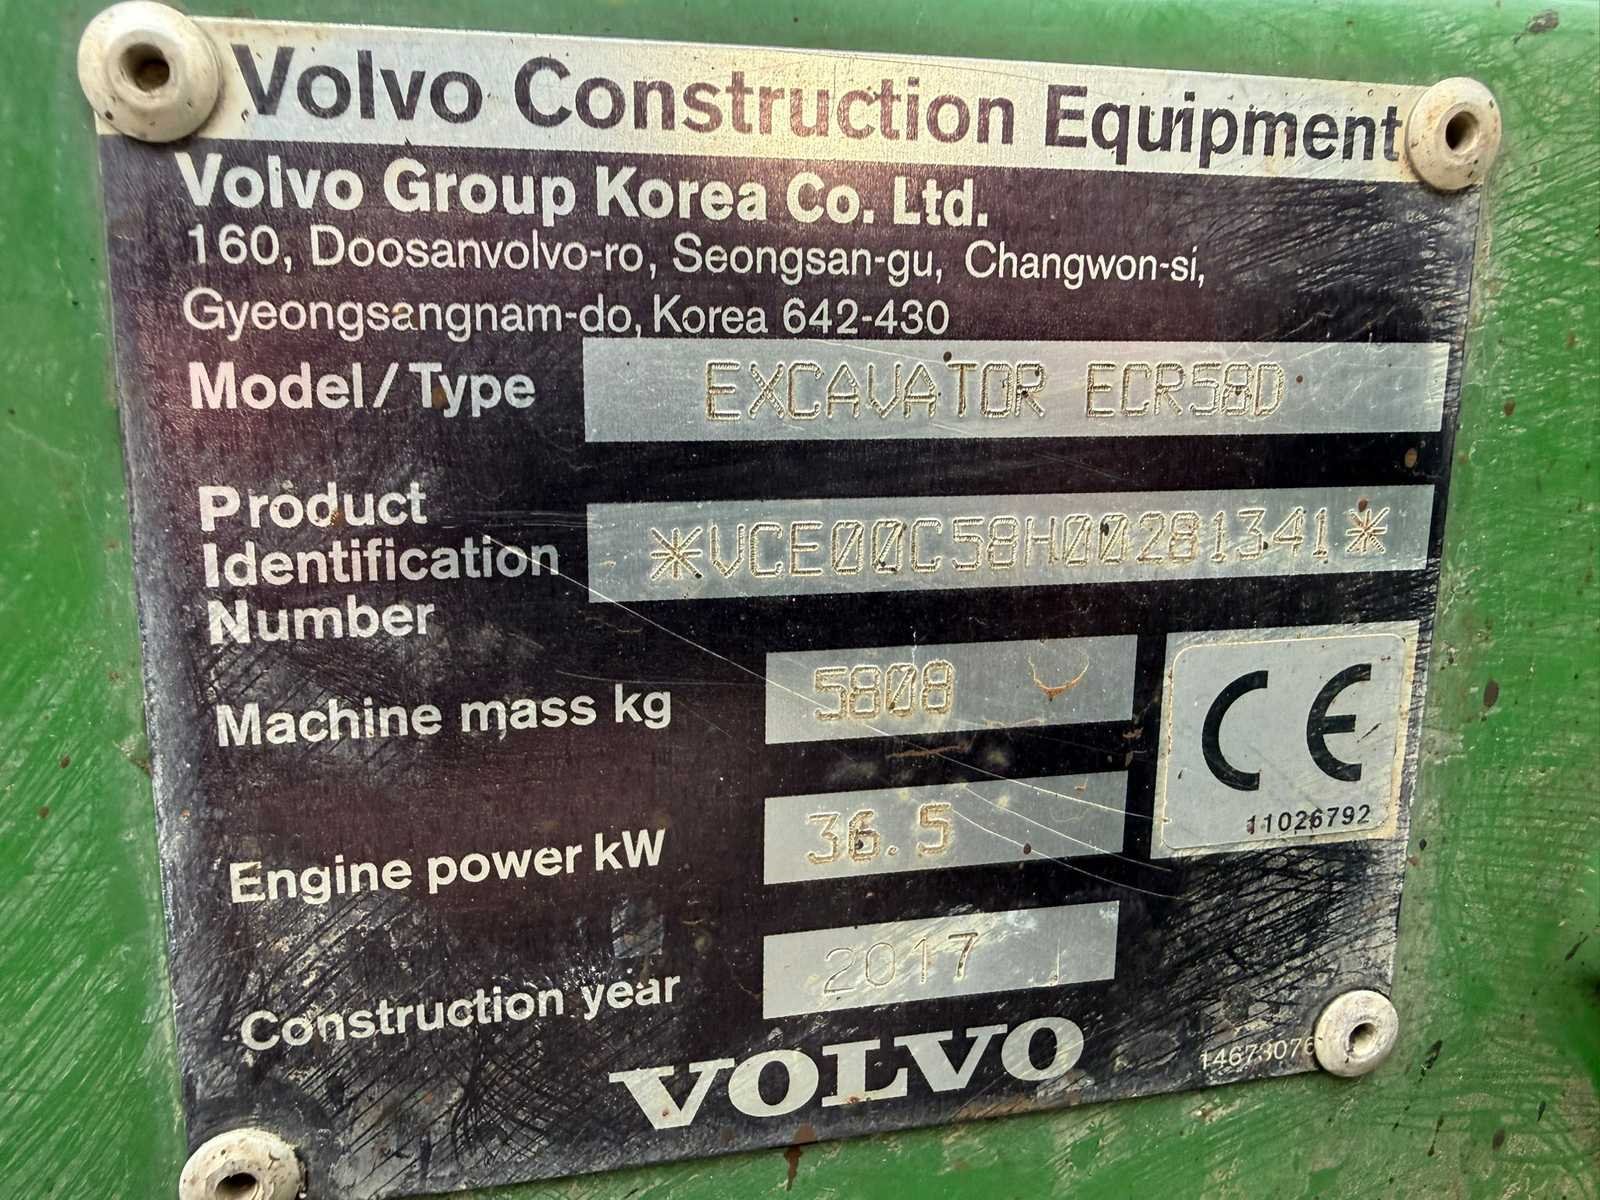 Volvo Construction Equipment
Volvo Group Korea Co. Ltd.
160, Doosanvolvo-ro, Seongsan-gu, Changwon-si,
Gyeongsangnam-do, Korea 642-430
Model/Type EXCAVATOR ECR58D
Product
Identification
Number
*VCE00C58H00281341*
Machine mass kg 5808
CE
11026792
Engine power kW 36.5
Construction year 2017
VOLVO
1467307